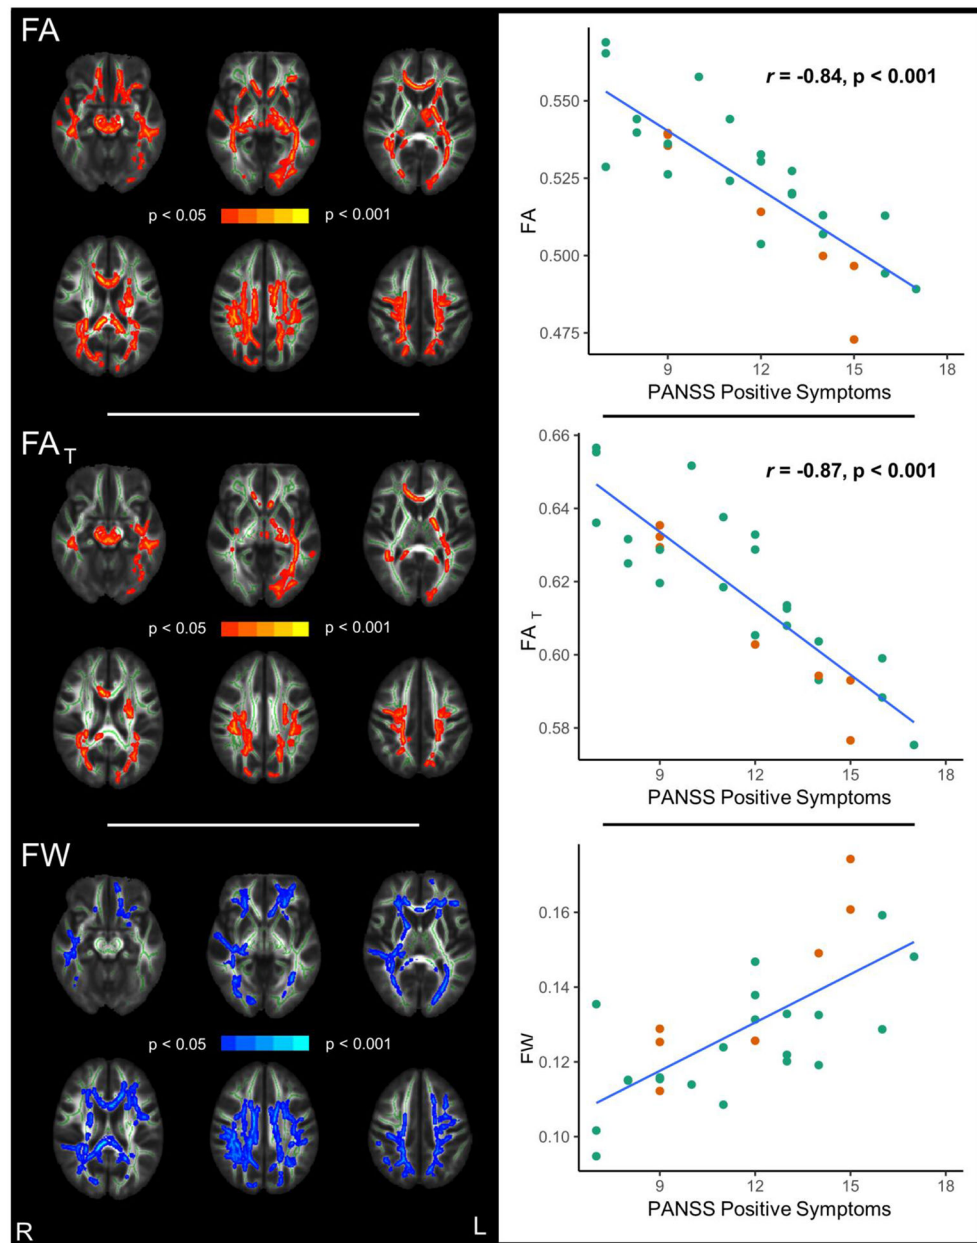 FA
p < 0.05
p < 0.001
r = -0.84, p < 0.001
0.550
0.525
0.500
0.475
FA
9
12
15
18
PANSS Positive Symptoms
FA T
p < 0.05
p < 0.001
r = -0.87, p < 0.001
0.66
0.64
0.62
0.60
0.58
FA T
9
12
15
18
PANSS Positive Symptoms
FW
p < 0.05
p < 0.001
0.16
0.14
0.12
0.10
FW
9
12
15
18
PANSS Positive Symptoms
R
L